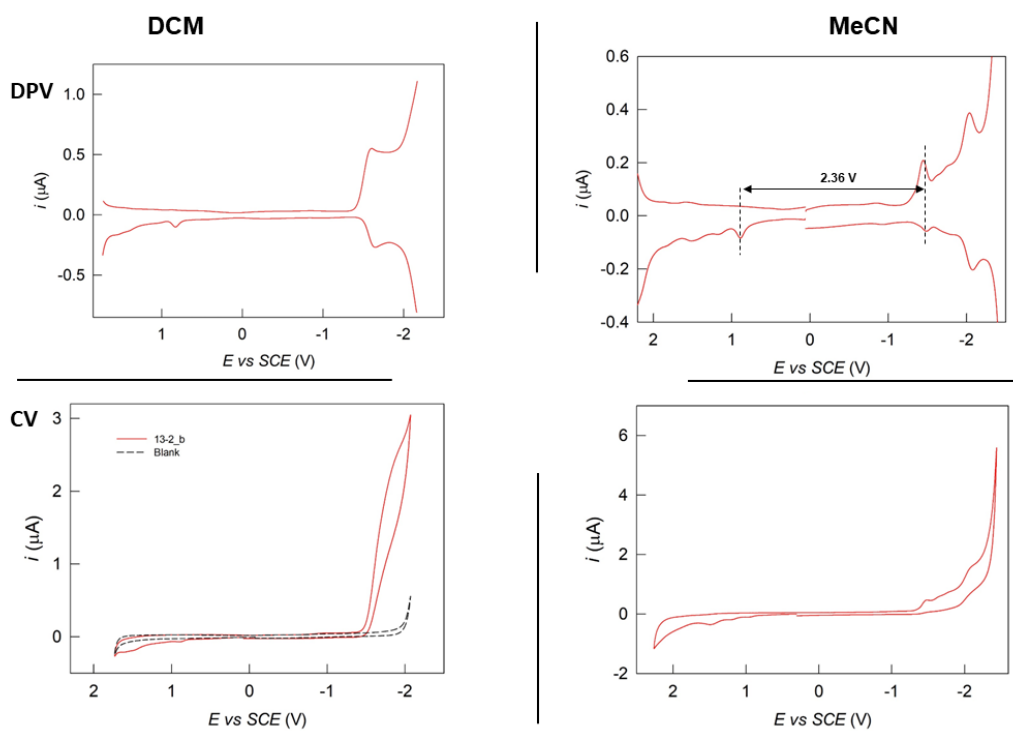 DCM
MeCN
DPV
1.0
0.5
0.0
-0.5
i (µA)
1
0
-1
-2
E vs SCE (V)
0.6
0.4
0.2
0.0
-0.2
-0.4
i (µA)
2.36 V
2
1
0
-1
-2
E vs SCE (V)
CV
3
2
1
0
i (µA)
13-2_b
Blank
2
1
0
-1
-2
E vs SCE (V)
6
4
2
0
-2
i (µA)
2
1
0
-1
-2
E vs SCE (V)